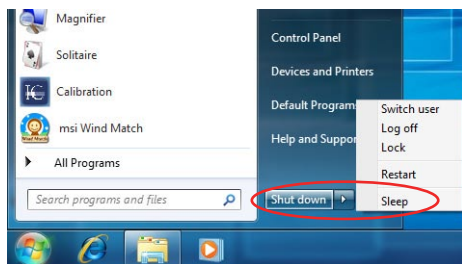 Magnifier
Solitaire
Calibration
msi Wind Match
All Programs
Search programs and files
Control Panel
Devices and Printers
Default Program
Help and Suppor
Shut down
Switch user
Log off
Lock
Restart
Sleep